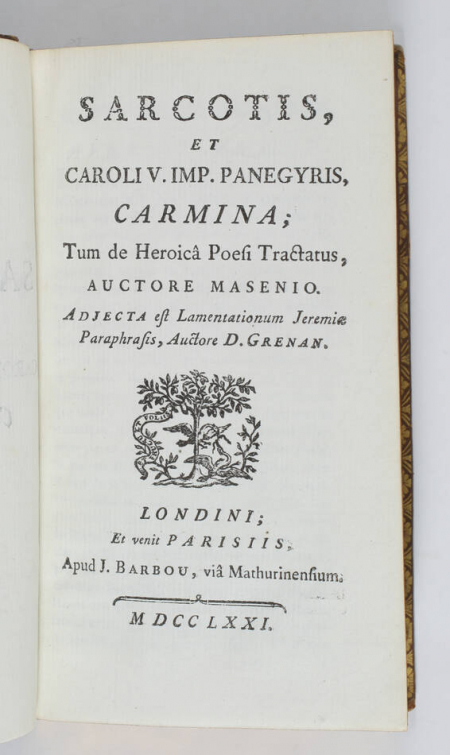 SARCOTIS,
ET
CAROLI V. IMP. PANEGYRIS,
CARMINA;
Tum de Heroicâ Poeſi Tractatus,
AUCTORE MASENIO.
ADJECTA eſt Lamentationum Jeremiæ
Paraphraſis, Auctore D. GRENAN.
LONDINI;
Et venit PARISIIS,
Apud J. BARBOU, viâ Mathurinenſium.
M DCC LXXI.